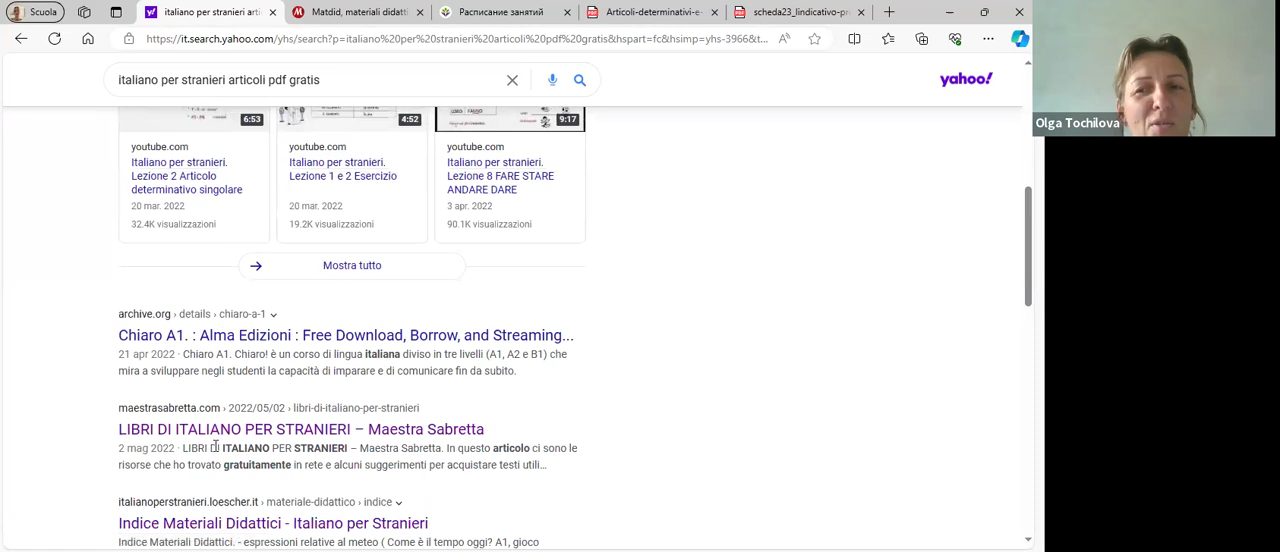 Scuola
italiano per stranieri arti
Matdid, materiali didatti
Расписание занятий
Articoli-determinativi-e-
scheda23_lindicativo-pr
https://it.search.yahoo.com/yhs/search?p=italiano%20per%20stranieri%20articoli%20pdf%20gratis&hspart=fc&hsimp=yhs-3966&t...
italiano per stranieri articoli pdf gratis
yahoo!
Olga Tochilova
6:53
4:52
9:17
youtube.com
Italiano per stranieri.
Lezione 2 Articolo
determinativo singolare
20 mar. 2022
32.4K visualizzazioni
youtube.com
Italiano per stranieri.
Lezione 1 e 2 Esercizio
20 mar. 2022
19.2K visualizzazioni
youtube.com
Italiano per stranieri.
Lezione 8 FARE STARE
ANDARE DARE
3 apr. 2022
90.1K visualizzazioni
Mostra tutto
archive.org › details › chiaro-a-1
Chiaro A1. : Alma Edizioni : Free Download, Borrow, and Streaming...
21 apr 2022 · Chiaro A1. Chiaro! è un corso di lingua italiana diviso in tre livelli (A1, A2 e B1) che
mira a sviluppare negli studenti la capacità di imparare e di comunicare fin da subito.
maestrasabretta.com › 2022/05/02 › libri-di-italiano-per-stranieri
LIBRI DI ITALIANO PER STRANIERI – Maestra Sabretta
2 mag 2022 · LIBRI DI ITALIANO PER STRANIERI – Maestra Sabretta. In questo articolo ci sono le
risorse che ho trovato gratuitamente in rete e alcuni suggerimenti per acquistare testi utili...
italianoperstranieri.loescher.it › materiale-didattico › indice
Indice Materiali Didattici - Italiano per Stranieri
Indice Materiali Didattici. - espressioni relative al meteo ( Come è il tempo oggi? A1, gioco